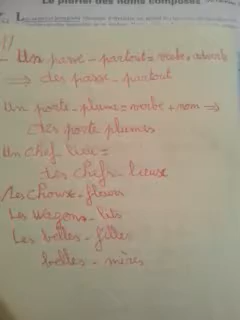 Le pluriel des noms composés
Un passe-partout = verbe + adverbe
=> des passe-partout
Un porte-plume = verbe + nom =>
des porte plumes
Un chef-lieu =
Les chefs-lieux
Les choux-fleurs
Les wagons-lits
Les belles-filles
belles-mères